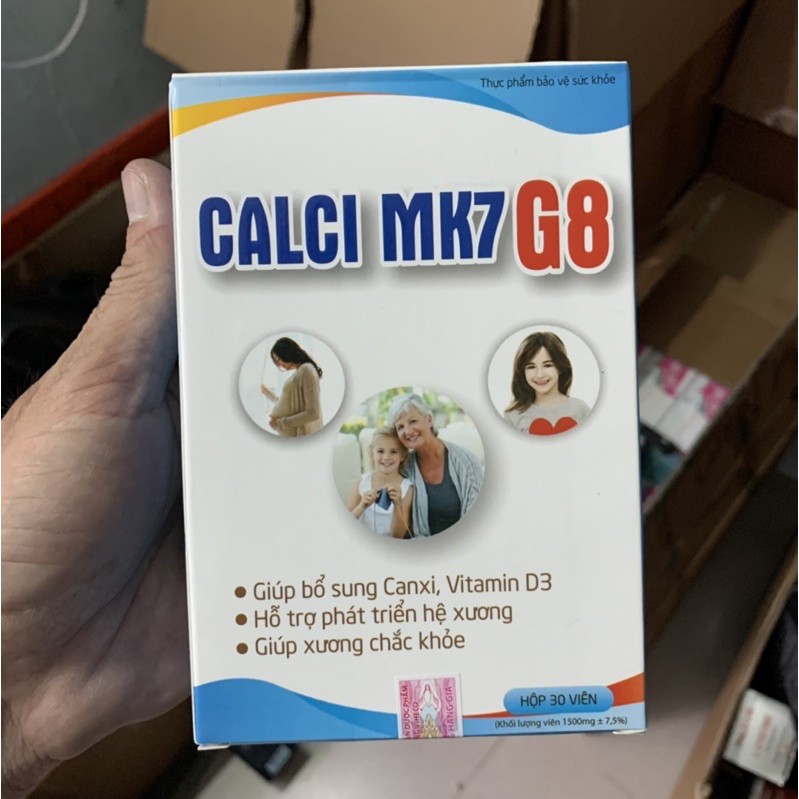 Thực phẩm bảo vệ sức khỏe
CALCI MK7 G8
• Giúp bổ sung Canxi, Vitamin D3
• Hỗ trợ phát triển hệ xương
• Giúp xương chắc khỏe
HỘP 30 VIÊN
(Khối lượng viên 1500mg ± 7,5%)